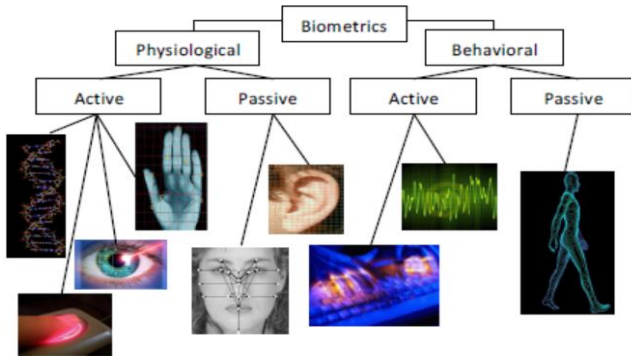 Biometrics
Physiological
Behavioral
Active
Passive
Active
Passive